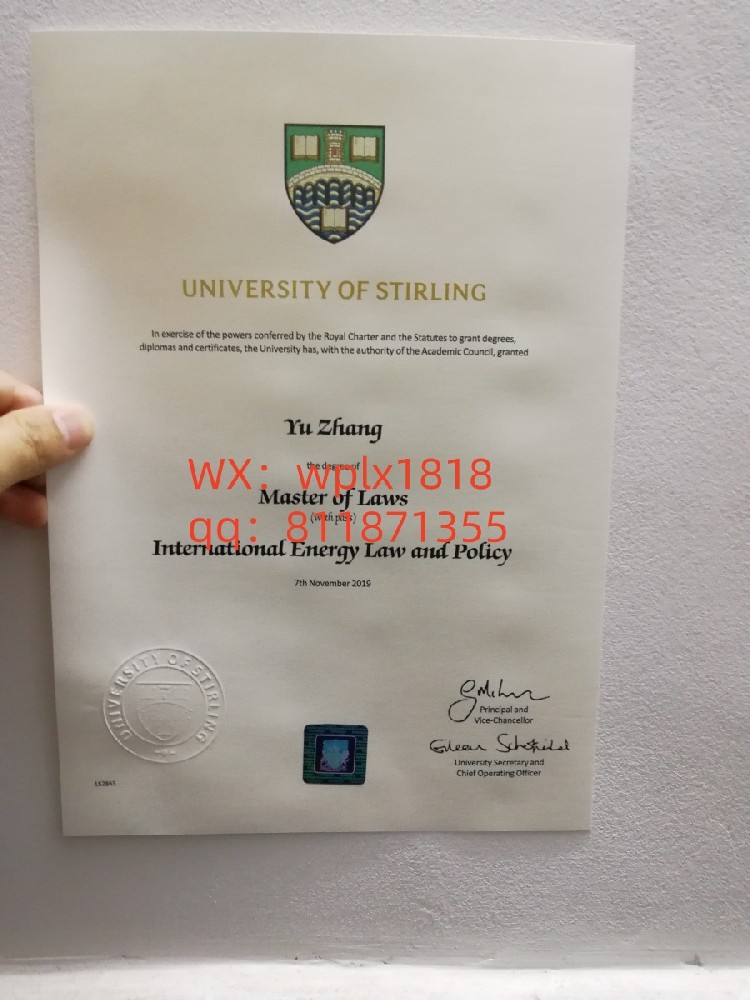 UNIVERSITY OF STIRLING
In exercise of the powers conferred by the Royal Charter and the Statutes to grant degrees,
diplomas and certificates, the University has, with the authority of the Academic Council, granted
Yu Zhang
the degree of
WX：wplx1818
Master of Laws
(with pass)
qq：811871355
International Energy Law and Policy
7th November 2019
UNIVERSITY OF STIRLING
Principal and
Vice-Chancellor
University Secretary and
Chief Operating Officer